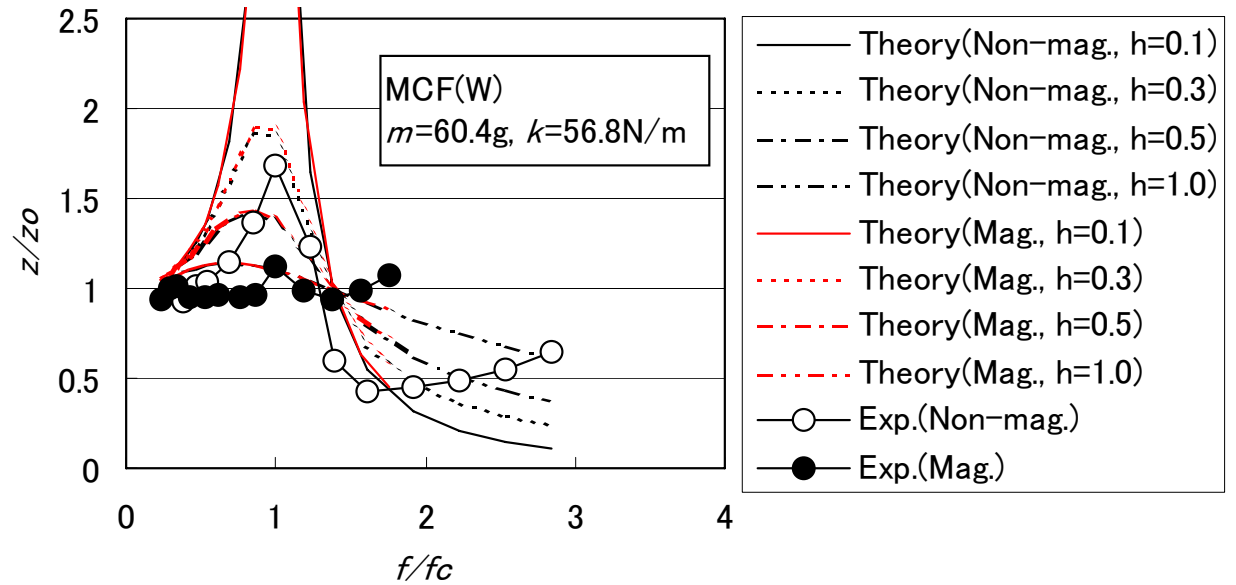 2.5
2
1.5
1
0.5
0
0
1
2
3
4
z/zo
f/fc
MCF(W)
m=60.4g, k=56.8N/m
Theory(Non-mag., h=0.1)
Theory(Non-mag., h=0.3)
Theory(Non-mag., h=0.5)
Theory(Non-mag., h=1.0)
Theory(Mag., h=0.1)
Theory(Mag., h=0.3)
Theory(Mag., h=0.5)
Theory(Mag., h=1.0)
Exp.(Non-mag.)
Exp.(Mag.)